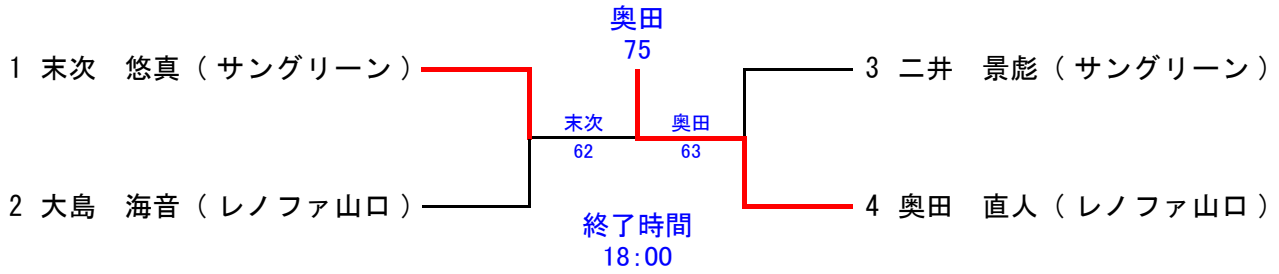 奥田
75
1 末次 悠真 ( サングリーン )
3 二井 景彪 ( サングリーン )
末次
62
奥田
63
2 大島 海音 ( レノファ山口 )
4 奥田 直人 ( レノファ山口 )
終了時間
18:00